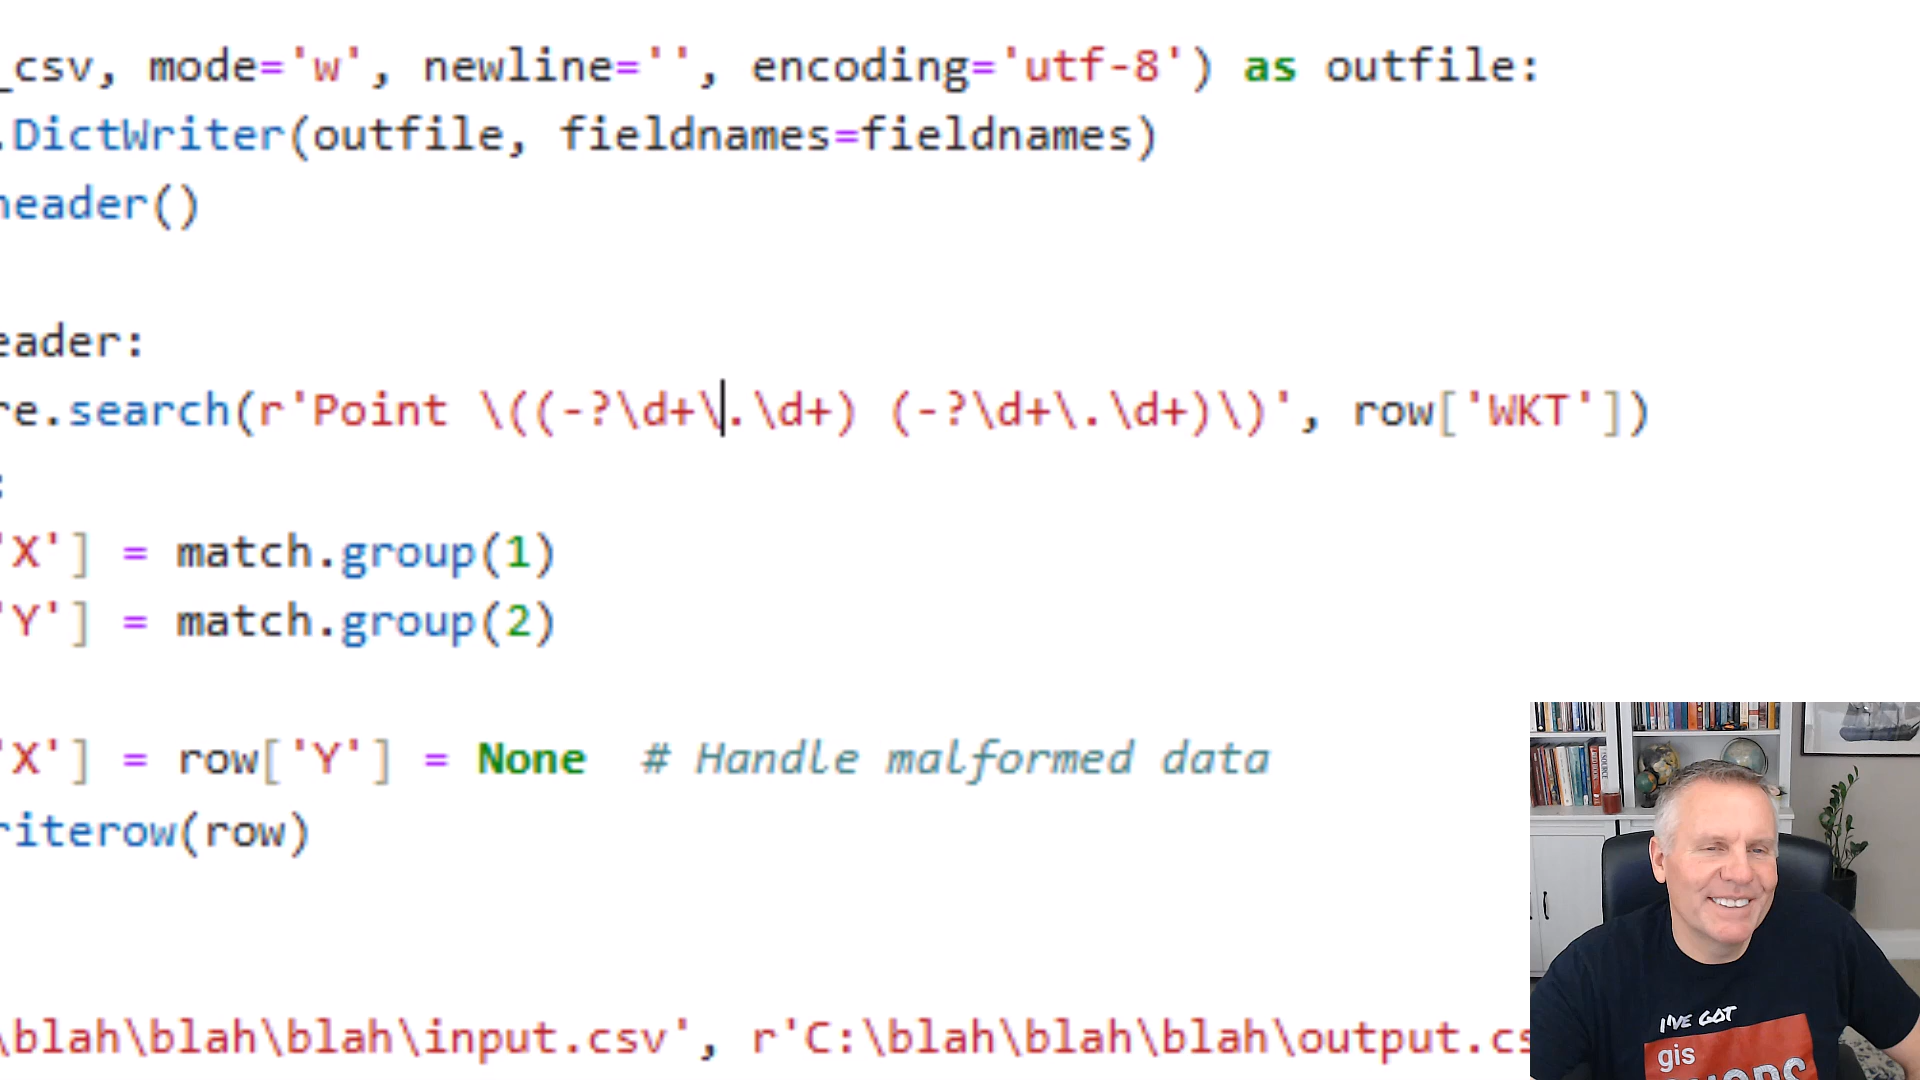 _csv, mode='w', newline='', encoding='utf-8') as outfile:
.DictWriter(outfile, fieldnames=fieldnames)
header()
eader:
re.search(r'Point \((-?\d+\.\d+) (-?\d+\.\d+)\)', row['WKT'])
:
'X'] = match.group(1)
'Y'] = match.group(2)
'X'] = row['Y'] = None # Handle malformed data
riterow(row)
\blah\blah\blah\input.csv', r'C:\blah\blah\blah\output.cs
I'VE GOT
gis